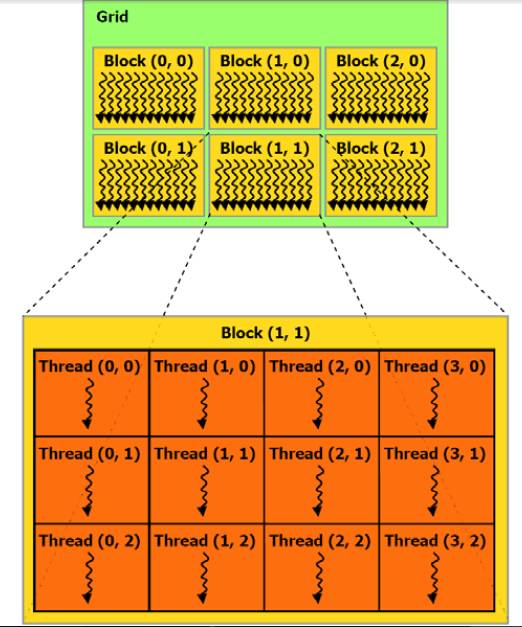 Grid
Block (0, 0) Block (1, 0) Block (2, 0)
Block (0, 1) Block (1, 1) Block (2, 1)
Block (1, 1)
Thread (0, 0) Thread (1, 0) Thread (2, 0) Thread (3, 0)
Thread (0, 1) Thread (1, 1) Thread (2, 1) Thread (3, 1)
Thread (0, 2) Thread (1, 2) Thread (2, 2) Thread (3, 2)